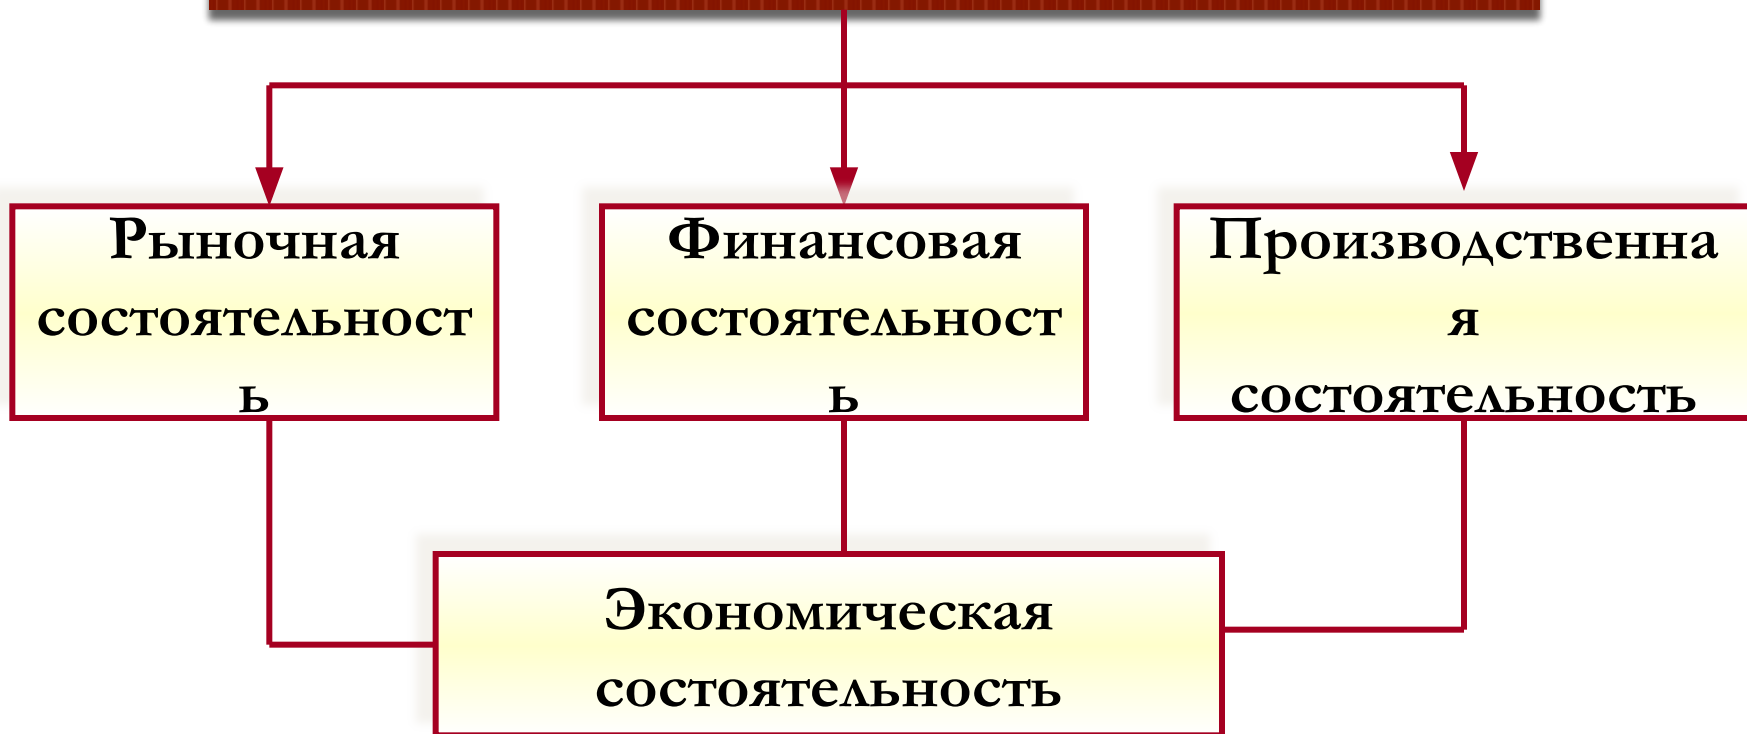 Рыночная
состоятельност
ь
Финансовая
состоятельност
ь
Производственна
я
состоятельность
Экономическая
состоятельность